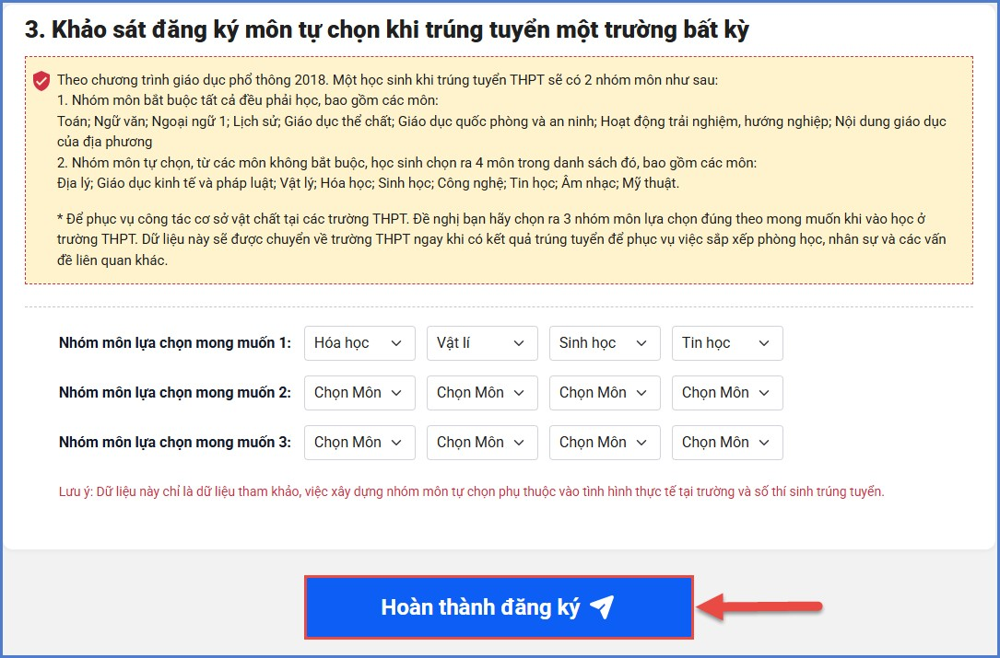 3. Khảo sát đăng ký môn tự chọn khi trúng tuyển một trường bất kỳ
Theo chương trình giáo dục phổ thông 2018. Một học sinh khi trúng tuyển THPT sẽ có 2 nhóm môn như sau:
1. Nhóm môn bắt buộc tất cả đều phải học, bao gồm các môn:
Toán; Ngữ văn; Ngoại ngữ 1; Lịch sử; Giáo dục thể chất; Giáo dục quốc phòng và an ninh; Hoạt động trải nghiệm, hướng nghiệp; Nội dung giáo dục
của địa phương
2. Nhóm môn tự chọn, từ các môn không bắt buộc, học sinh chọn ra 4 môn trong danh sách đó, bao gồm các môn:
Địa lý; Giáo dục kinh tế và pháp luật; Vật lý; Hóa học; Sinh học; Công nghệ; Tin học; Âm nhạc; Mỹ thuật.
* Để phục vụ công tác cơ sở vật chất tại các trường THPT. Đề nghị bạn hãy chọn ra 3 nhóm môn lựa chọn đúng theo mong muốn khi vào học ở
trường THPT. Dữ liệu này sẽ được chuyển về trường THPT ngay khi có kết quả trúng tuyển để phục vụ việc sắp xếp phòng học, nhân sự và các vấn
đề liên quan khác.
Nhóm môn lựa chọn mong muốn 1: Hóa học Vật lí Sinh học Tin học
Nhóm môn lựa chọn mong muốn 2: Chọn Môn Chọn Môn Chọn Môn Chọn Môn
Nhóm môn lựa chọn mong muốn 3: Chọn Môn Chọn Môn Chọn Môn Chọn Môn
Lưu ý: Dữ liệu này chỉ là dữ liệu tham khảo, việc xây dựng nhóm môn tự chọn phụ thuộc vào tình hình thực tế tại trường và số thí sinh trúng tuyển.
Hoàn thành đăng ký